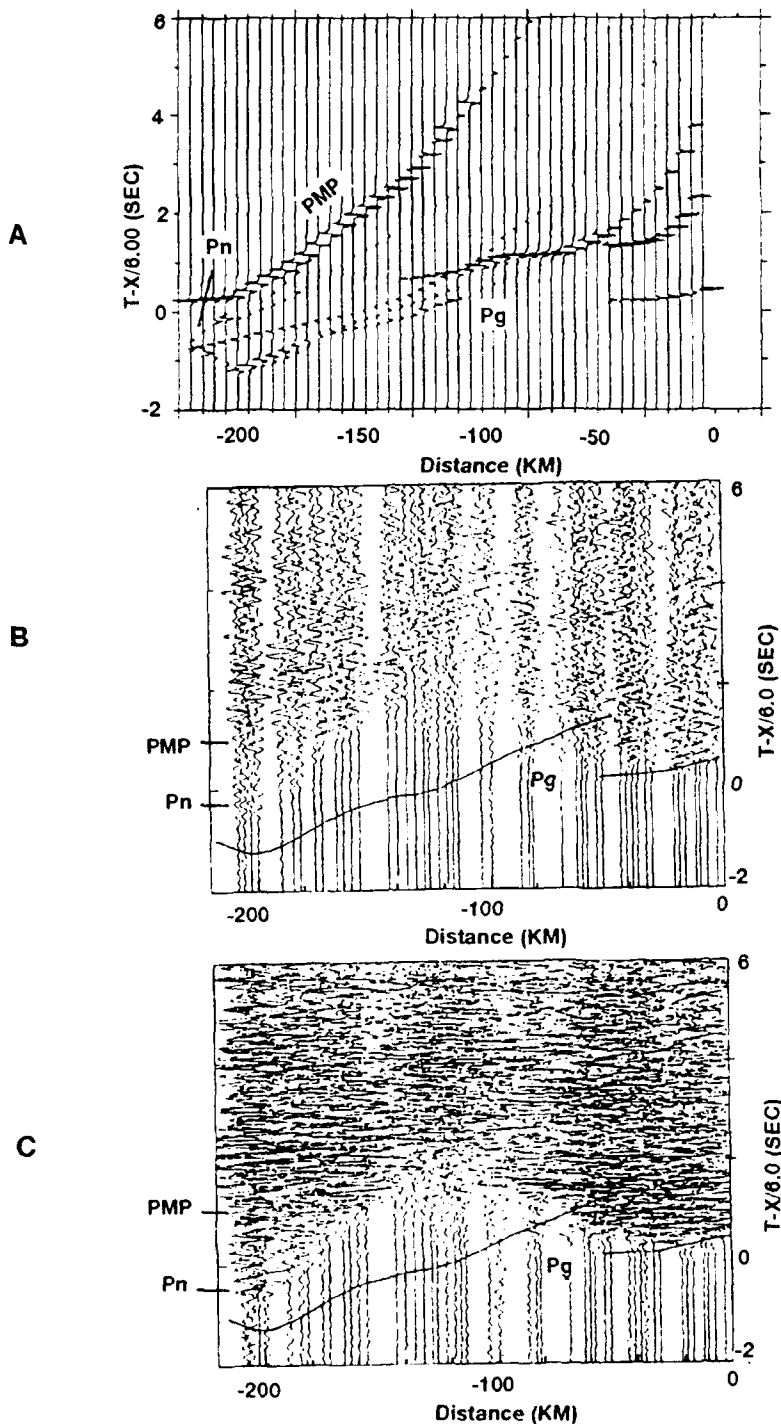 A
T-X/6.00 (SEC)
6
4
2
0
-2
PMP
Pn
Pg
-200
-150
-100
-50
0
Distance (KM)
B
6
0
-2
T-X/6.0 (SEC)
PMP
Pn
Pg
-200
-100
0
Distance (KM)
C
6
2
0
-2
T-X/6.0 (SEC)
PMP
Pn
Pg
-200
-100
0
Distance (KM)